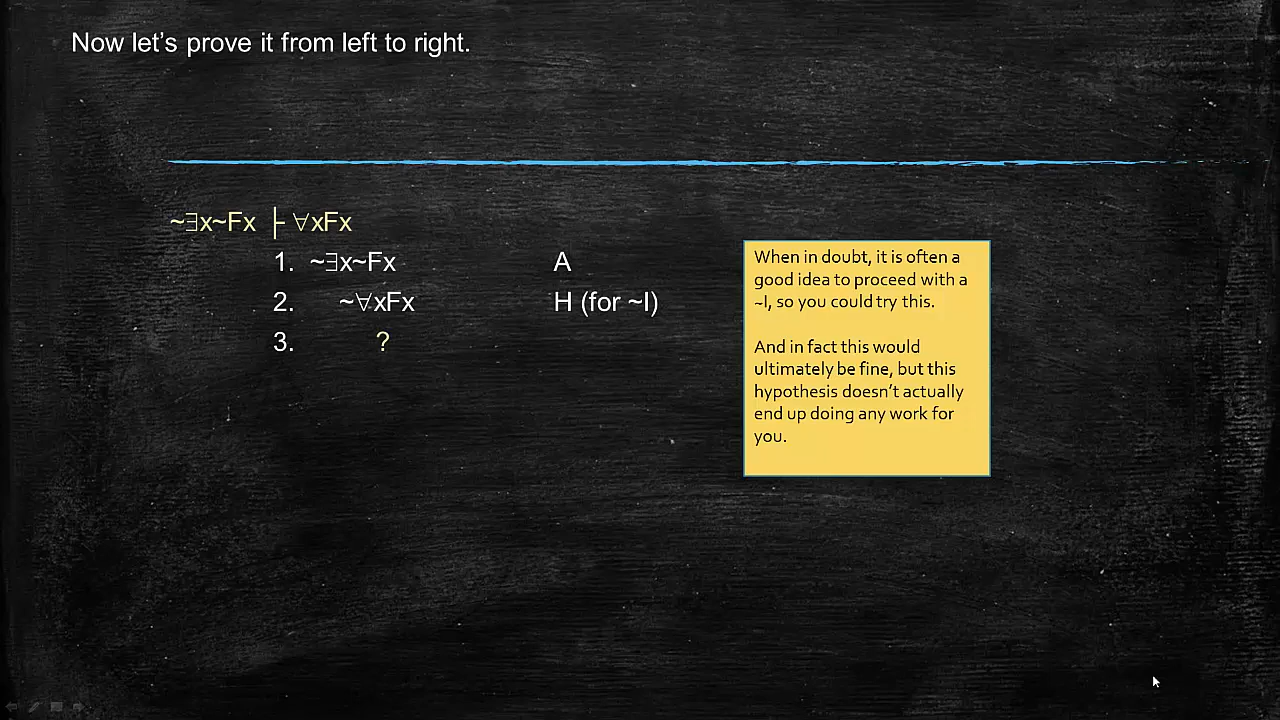 Now let's prove it from left to right.
~∃x~Fx ├ ∀xFx
1. ~∃x~Fx A
2. ~∀xFx H (for ~I)
3. ?
When in doubt, it is often a
good idea to proceed with a
~I, so you could try this.
And in fact this would
ultimately be fine, but this
hypothesis doesn't actually
end up doing any work for
you.